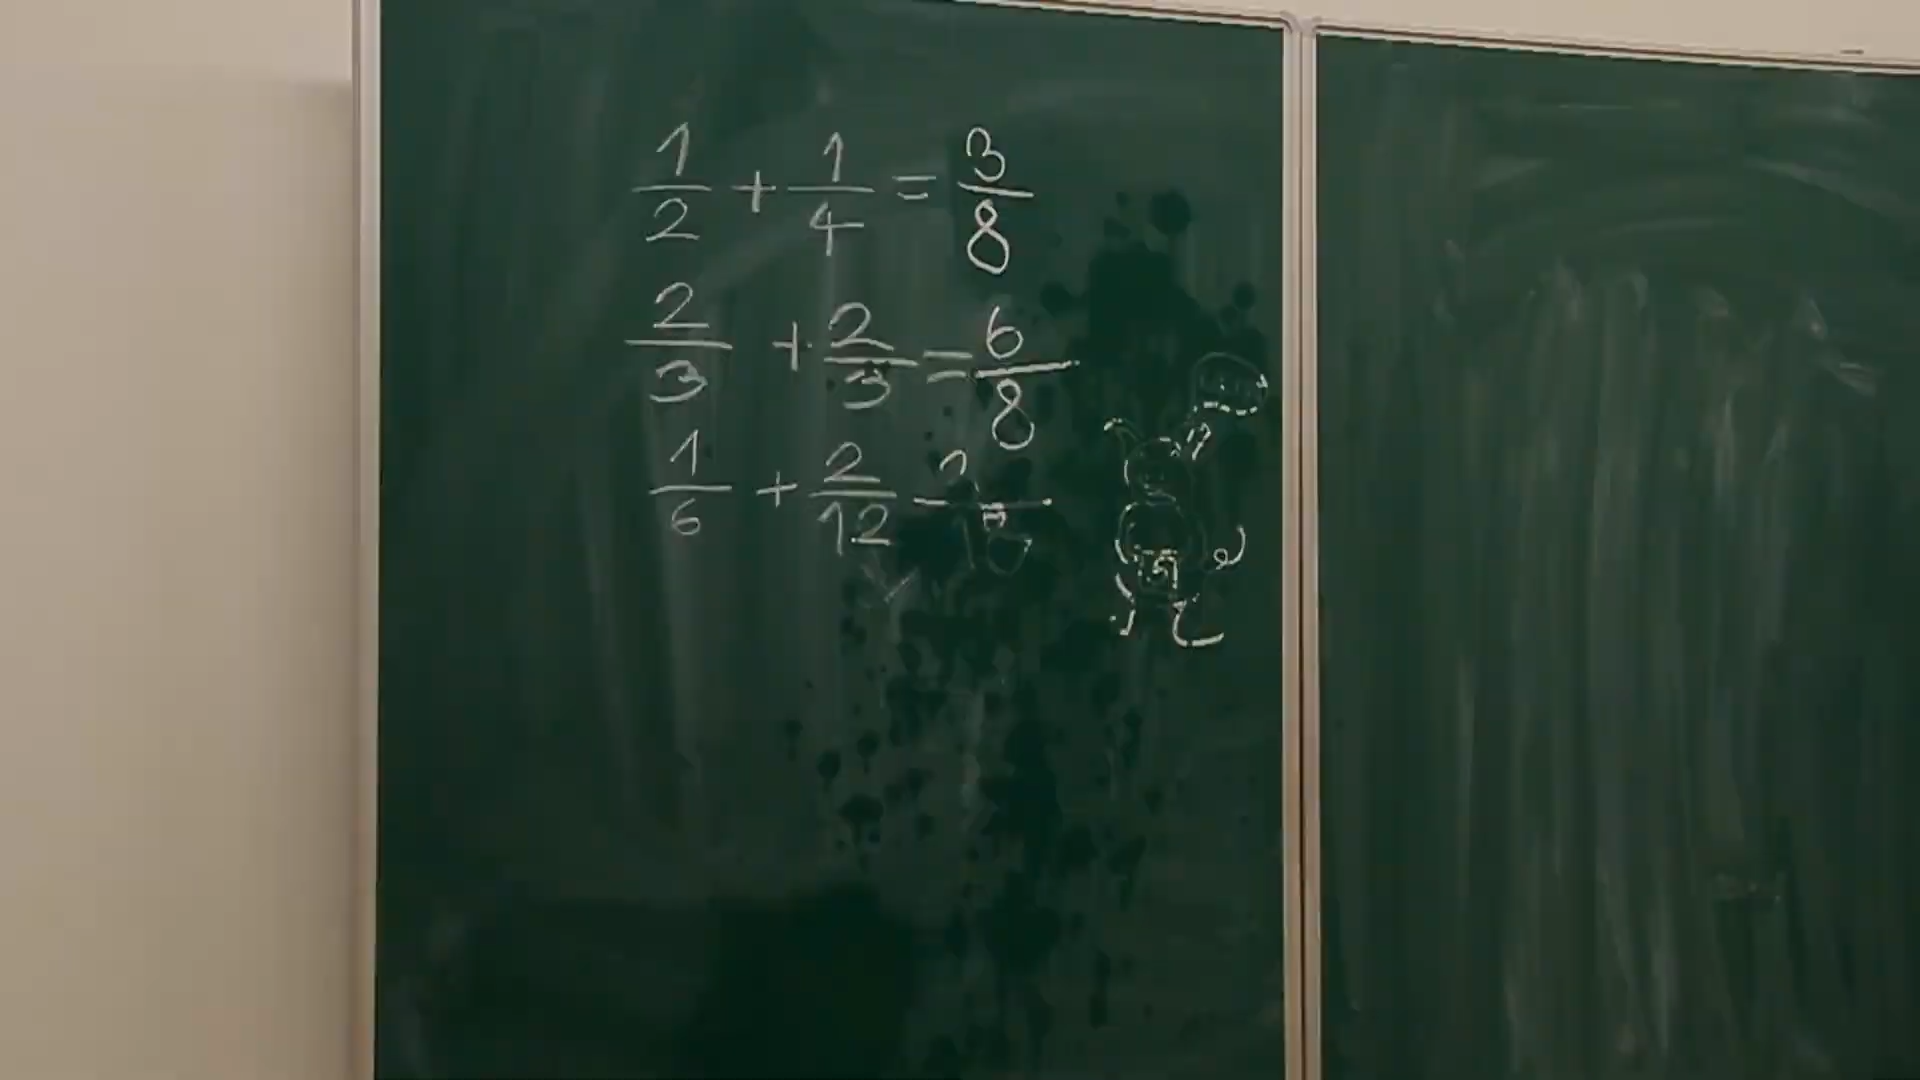 1/2 + 1/4 = 3/8
2/3 + 2/3 = 6/8
1/6 + 2/12